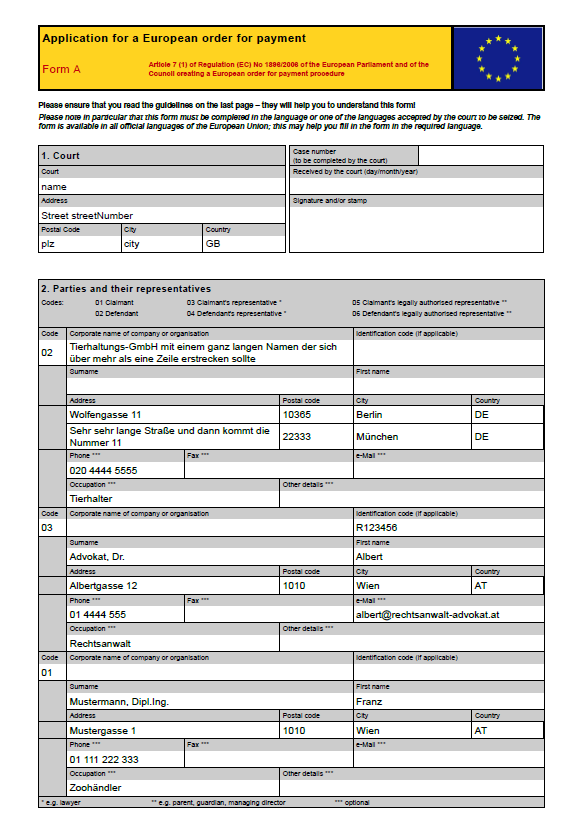 Application for a European order for payment
Form A
Article 7 (1) of Regulation (EC) No 1896/2006 of the European Parliament and of the
Council creating a European order for payment procedure
Please ensure that you read the guidelines on the last page – they will help you to understand this form!
Please note in particular that this form must be completed in the language or one of the languages accepted by the court to be seized. The
form is available in all official languages of the European Union; this may help you fill in the form in the required language.
1. Court
Case number
(to be completed by the court)
Court
Received by the court (day/month/year)
name
Address
Signature and/or stamp
Street streetNumber
Postal Code City Country
plz city GB
2. Parties and their representatives
Codes: 01 Claimant 03 Claimant's representative * 05 Claimant's legally authorised representative **
02 Defendant 04 Defendant's representative * 06 Defendant's legally authorised representative **
Code Corporate name of company or organisation Identification code (if applicable)
02 Tierhaltungs-GmbH mit einem ganz langen Namen der sich
über mehr als eine Zeile erstrecken sollte
Surname First name
Address Postal code City Country
Wolfengasse 11 10365 Berlin DE
Sehr sehr lange Straße und dann kommt die
Nummer 11 22333 München DE
Phone *** Fax *** e-Mail ***
020 4444 5555
Occupation *** Other details ***
Tierhalter
Code Corporate name of company or organisation Identification code (if applicable)
03 R123456
Surname First name
Advokat, Dr. Albert
Address Postal code City Country
Albertgasse 12 1010 Wien AT
Phone *** Fax *** e-Mail ***
01 4444 555 albert@rechtsanwalt-advokat.at
Occupation *** Other details ***
Rechtsanwalt
Code Corporate name of company or organisation Identification code (if applicable)
01
Surname First name
Mustermann, Dipl.Ing. Franz
Address Postal code City Country
Mustergasse 1 1010 Wien AT
Phone *** Fax *** e-Mail ***
01 111 222 333
Occupation *** Other details ***
Zoohändler
* e.g. lawyer ** e.g. parent, guardian, managing director *** optional